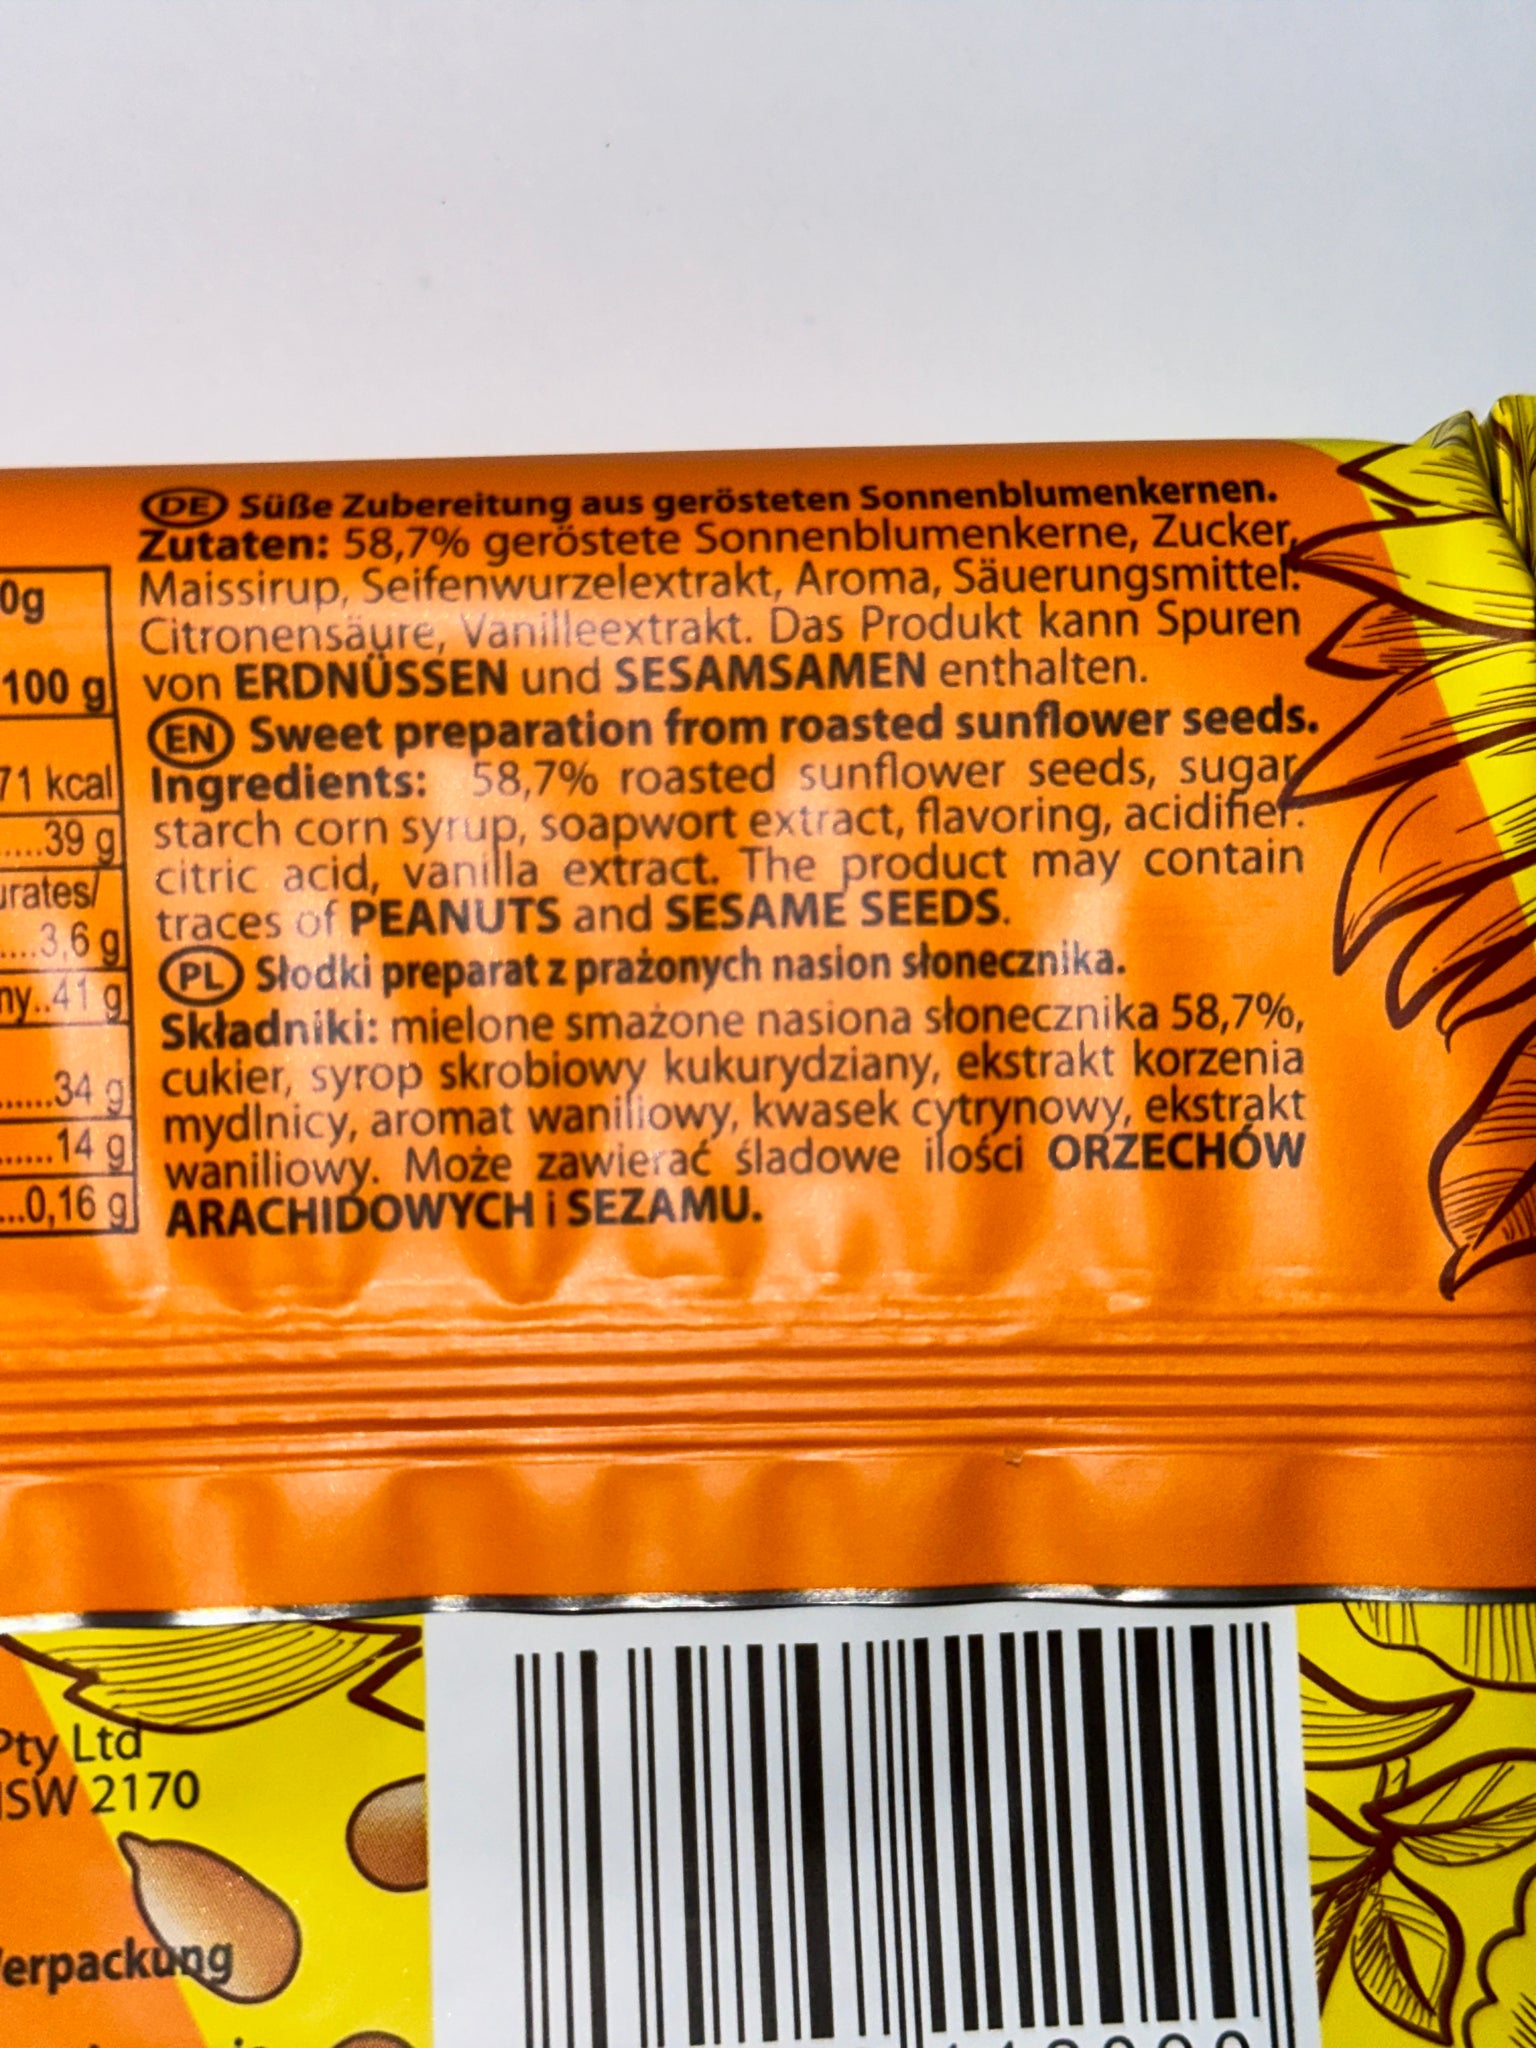 0g
100 g
71 kcal
....39 g
urates/
....3,6 g
ny..41 g
......34 g
......14 g
...0,16 g
DE Süße Zubereitung aus gerösteten Sonnenblumenkernen.
Zutaten: 58,7% geröstete Sonnenblumenkerne, Zucker,
Maissirup, Seifenwurzelextrakt, Aroma, Säuerungsmittel:
Citronensäure, Vanilleextrakt. Das Produkt kann Spuren
von ERDNÜSSEN und SESAMSAMEN enthalten.
EN Sweet preparation from roasted sunflower seeds.
Ingredients: 58,7% roasted sunflower seeds, sugar,
starch corn syrup, soapwort extract, flavoring, acidifier:
citric acid, vanilla extract. The product may contain
traces of PEANUTS and SESAME SEEDS.
PL Słodki preparat z prażonych nasion słonecznika.
Składniki: mielone smażone nasiona słonecznika 58,7%,
cukier, syrop skrobiowy kukurydziany, ekstrakt korzenia
mydlnicy, aromat waniliowy, kwasek cytrynowy, ekstrakt
waniliowy. Może zawierać śladowe ilości ORZECHÓW
ARACHIDOWYCH i SEZAMU.
Pty Ltd
NSW 2170
Verpackung